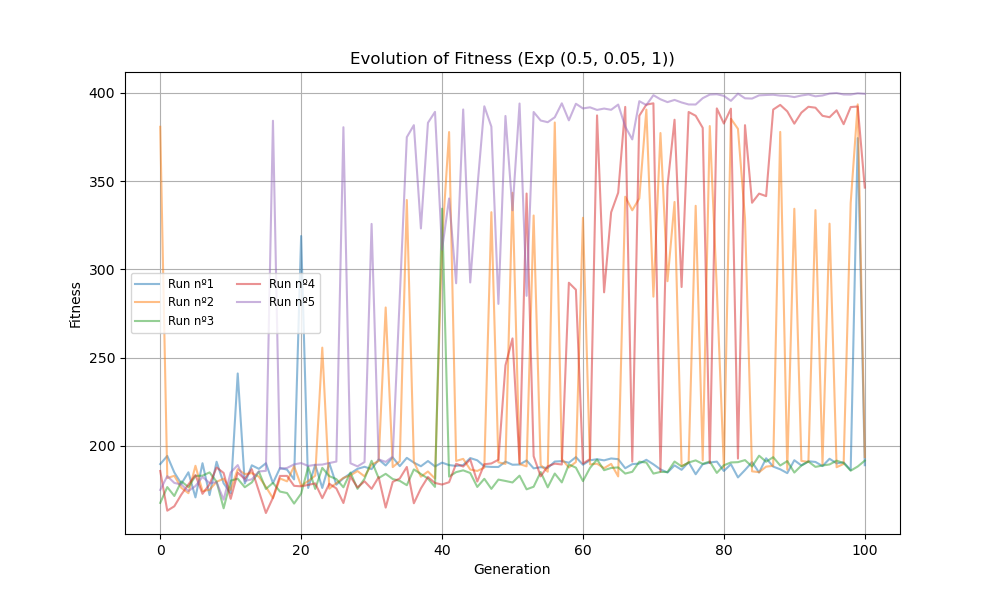 Evolution of Fitness (Exp (0.5, 0.05, 1))
Fitness
400
350
300
250
200
Run nº1
Run nº2
Run nº3
Run nº4
Run nº5
0 20 40 60 80 100
Generation